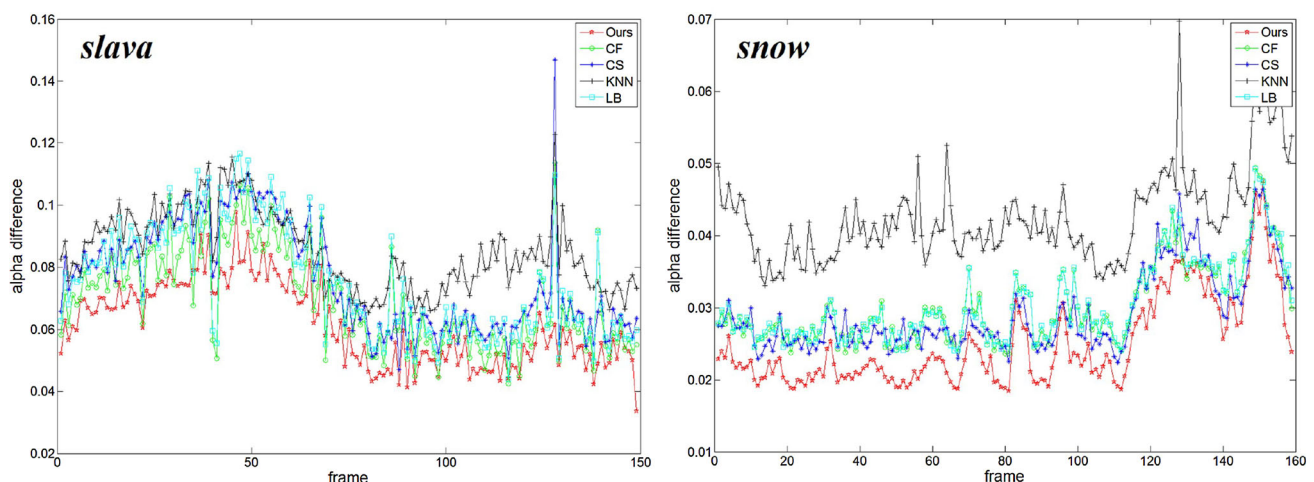 slava
0.16
0.14
0.12
0.1
0.08
0.06
0.04
0.02
alpha difference
0
50
100
150
frame
Ours
CF
CS
KNN
LB
snow
0.07
0.06
0.05
0.04
0.03
0.02
0.01
alpha difference
0
20
40
60
80
100
120
140
160
frame
Ours
CF
CS
KNN
LB